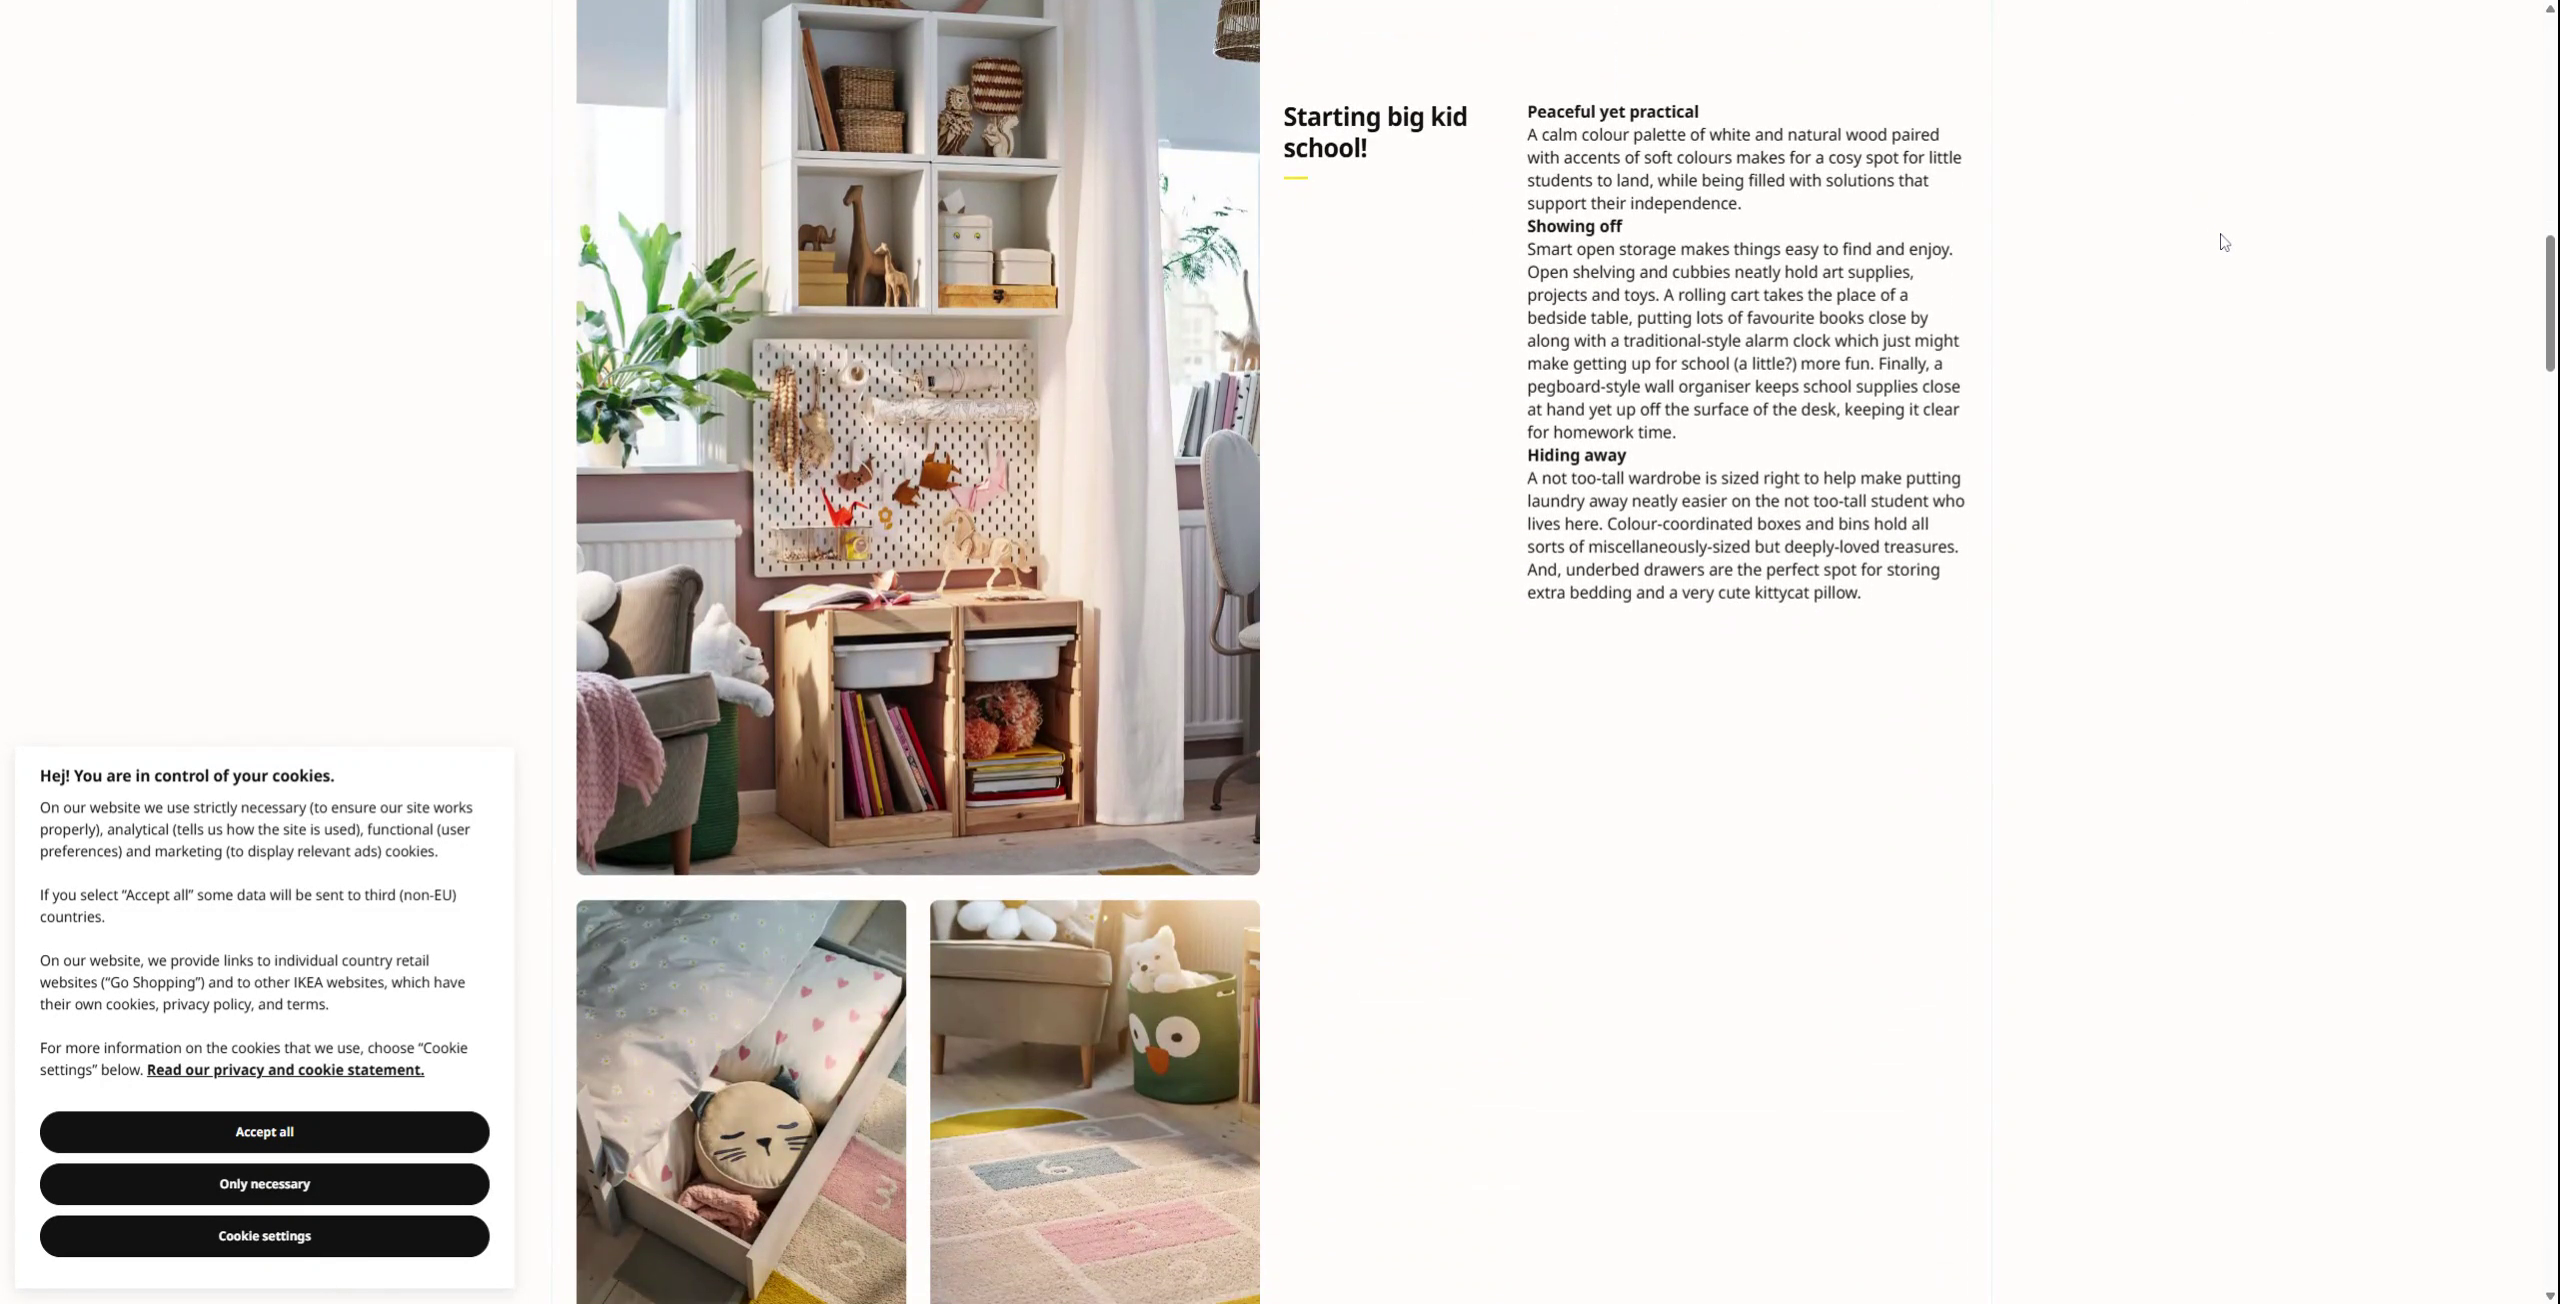 Starting big kid
school!
Peaceful yet practical
A calm colour palette of white and natural wood paired
with accents of soft colours makes for a cosy spot for little
students to land, while being filled with solutions that
support their independence.
Showing off
Smart open storage makes things easy to find and enjoy.
Open shelving and cubbies neatly hold art supplies,
projects and toys. A rolling cart takes the place of a
bedside table, putting lots of favourite books close by
along with a traditional-style alarm clock which just might
make getting up for school (a little?) more fun. Finally, a
pegboard-style wall organiser keeps school supplies close
at hand yet up off the surface of the desk, keeping it clear
for homework time.
Hiding away
A not too-tall wardrobe is sized right to help make putting
laundry away neatly easier on the not too-tall student who
lives here. Colour-coordinated boxes and bins hold all
sorts of miscellaneously-sized but deeply-loved treasures.
And, underbed drawers are the perfect spot for storing
extra bedding and a very cute kittycat pillow.
Hej! You are in control of your cookies.
On our website we use strictly necessary (to ensure our site works
properly), analytical (tells us how the site is used), functional (user
preferences) and marketing (to display relevant ads) cookies.
If you select “Accept all” some data will be sent to third (non-EU)
countries.
On our website, we provide links to individual country retail
websites (“Go Shopping”) and to other IKEA websites, which have
their own cookies, privacy policy, and terms.
For more information on the cookies that we use, choose “Cookie
settings” below. Read our privacy and cookie statement.
Accept all
Only necessary
Cookie settings
3
2
8
6